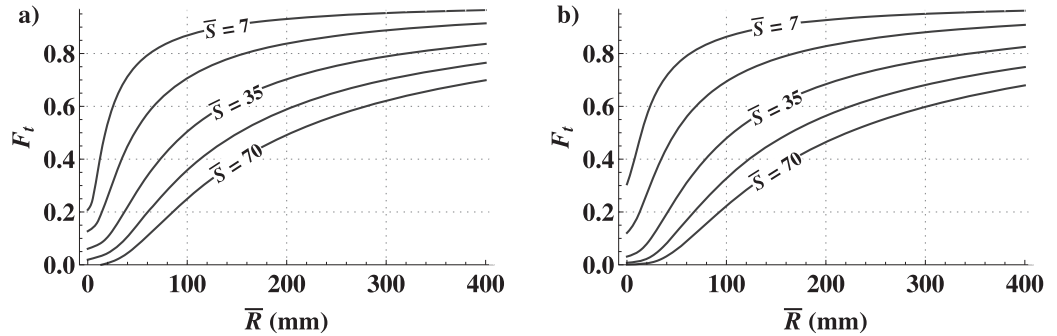 a)
F_t
0.8
0.6
0.4
0.2
0.0
S̅ = 7
S̅ = 35
S̅ = 70
0 100 200 300 400
R̅ (mm)
b)
F_t
0.8
0.6
0.4
0.2
0.0
S̅ = 7
S̅ = 35
S̅ = 70
0 100 200 300 400
R̅ (mm)